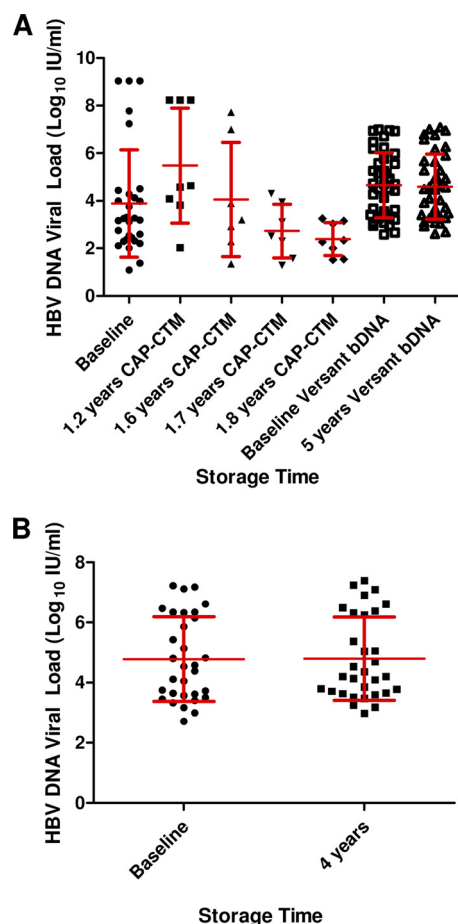 A
HBV DNA Viral Load (Log10 IU/ml)
10
8
6
4
2
0
Baseline
1.2 years CAP-CTM
1.6 years CAP-CTM
1.7 years CAP-CTM
1.8 years CAP-CTM
Baseline Versant bDNA
5 years Versant bDNA
Storage Time
B
HBV DNA Viral Load (Log10 IU/ml)
8
6
4
2
0
Baseline
4 years
Storage Time